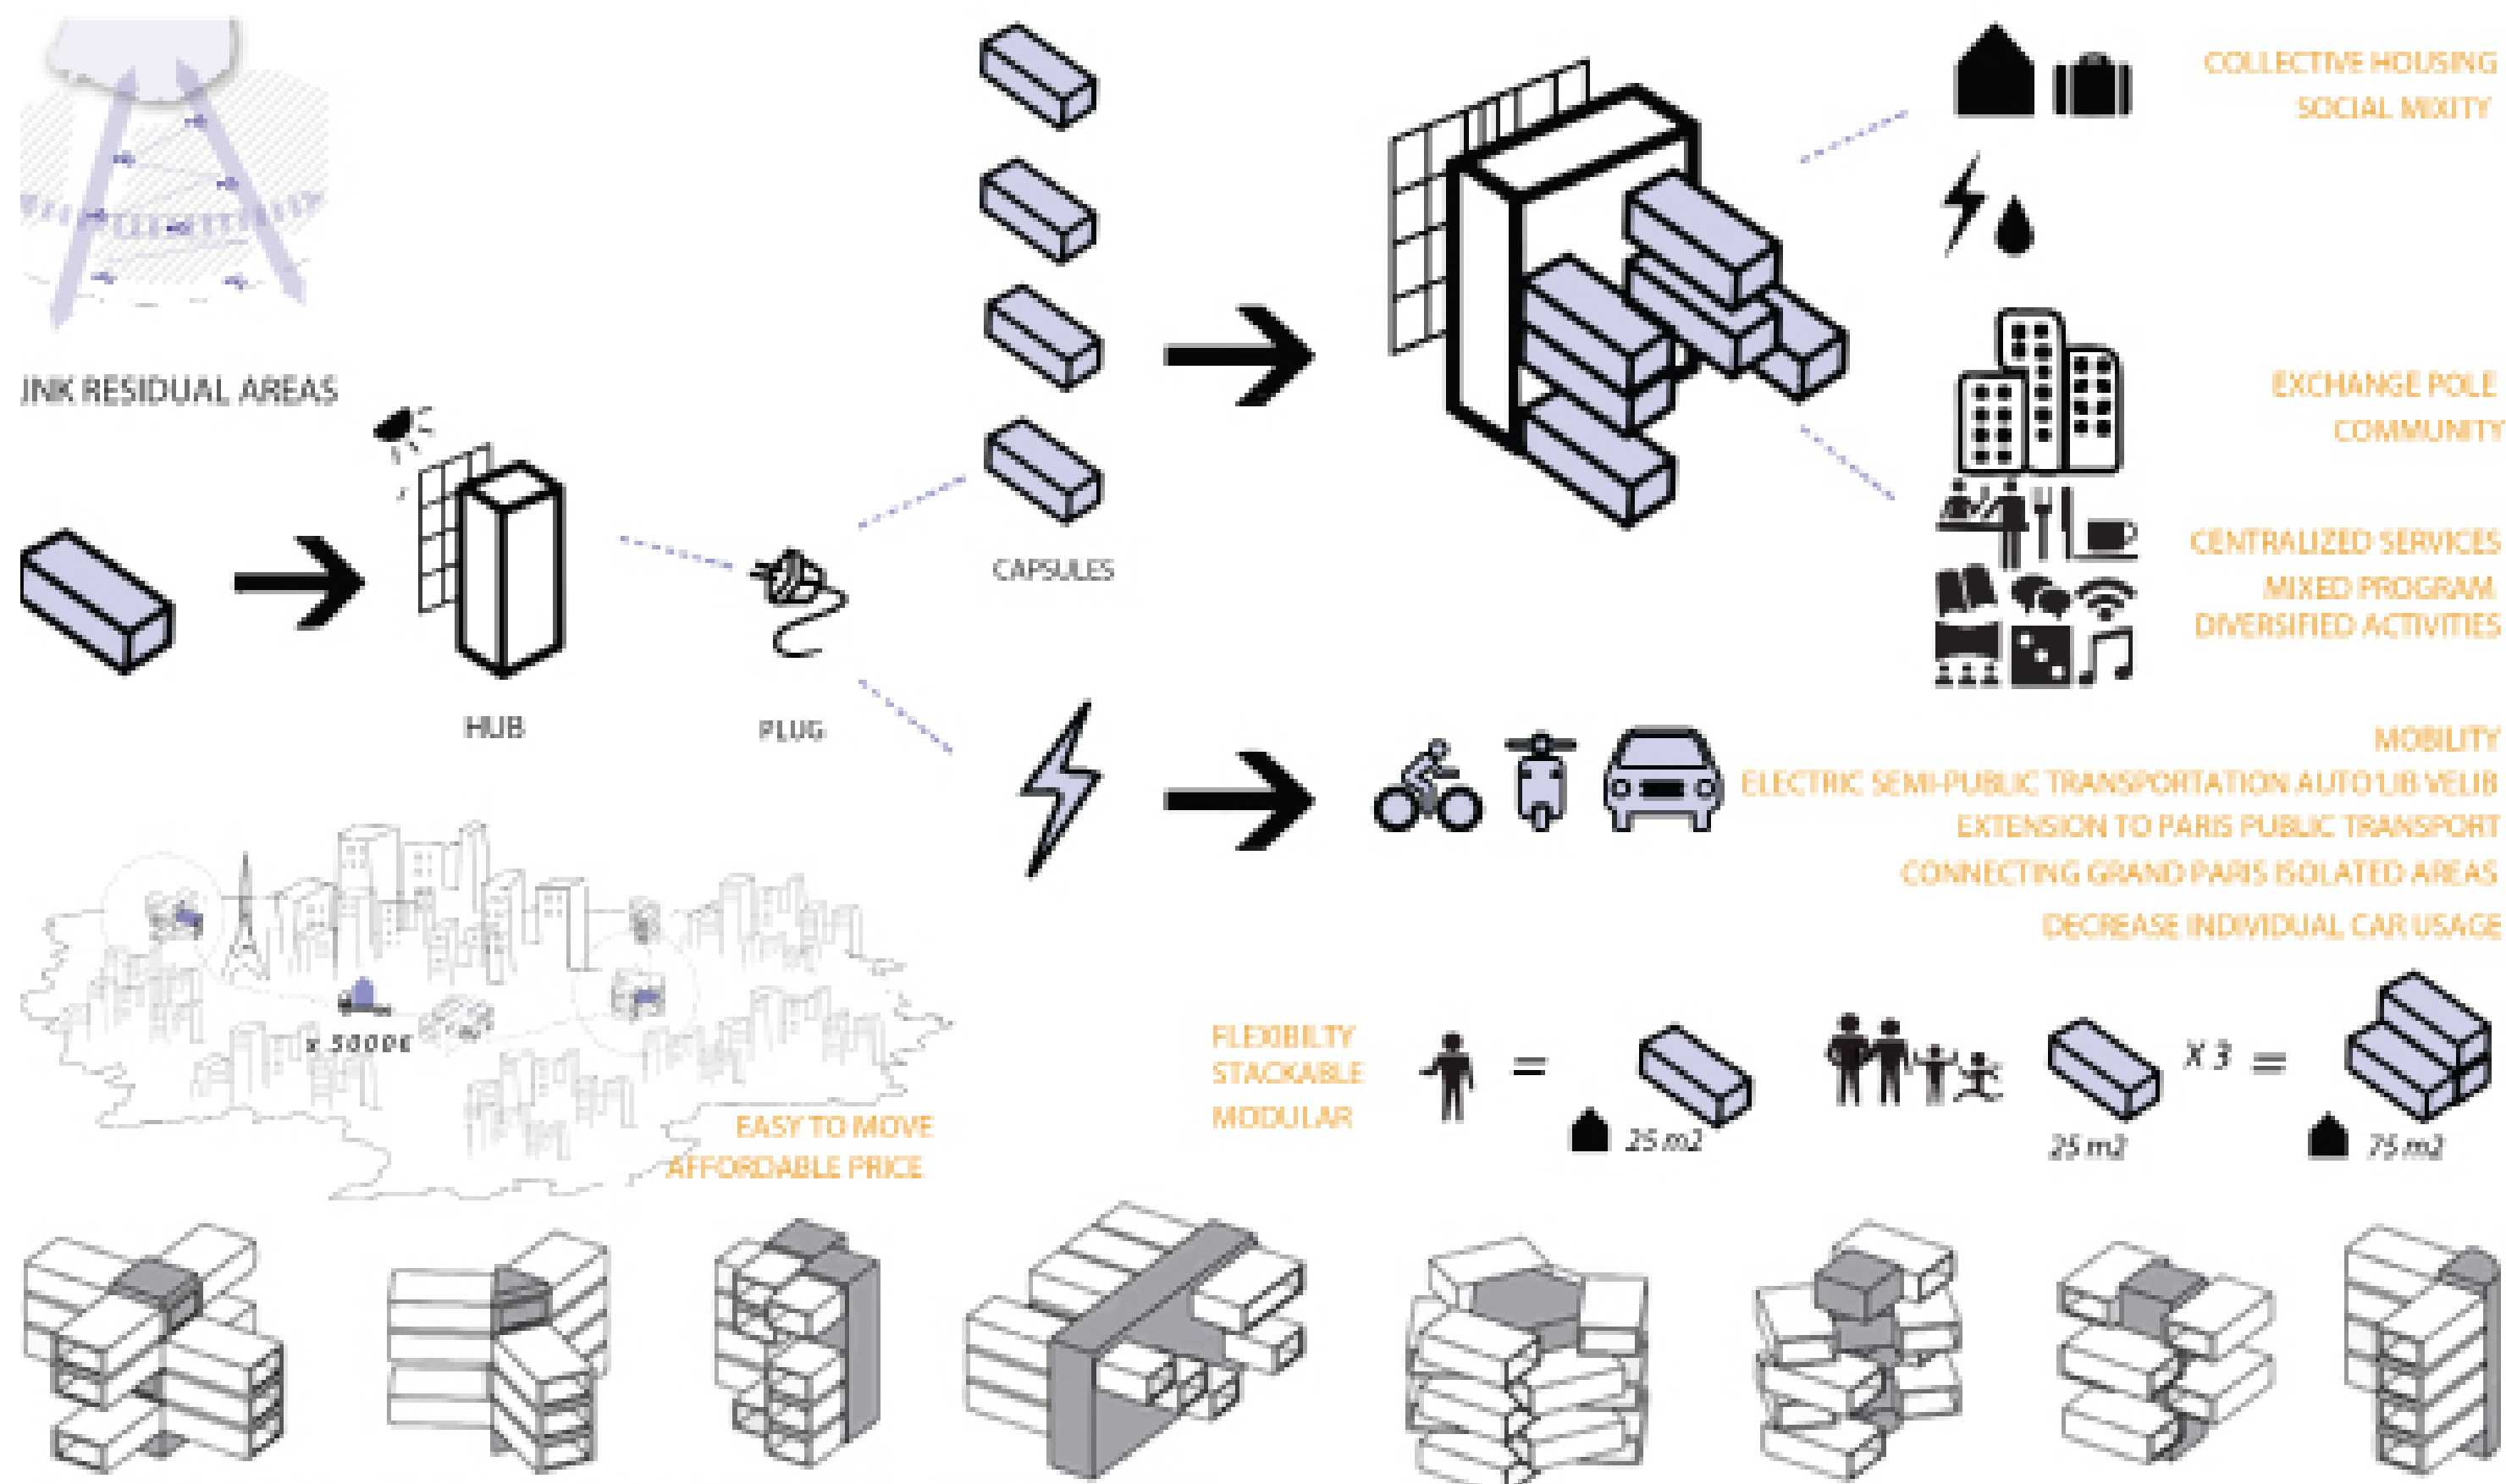 COLLECTIVE HOUSING
SOCIAL MIXITY
JNK RESIDUAL AREAS
EXCHANGE POLE
COMMUNITY
CAPSULES
CENTRALIZED SERVICES
MIXED PROGRAM
DIVERSIFIED ACTIVITIES
HUB
PLUG
MOBILITY
ELECTRIC SEMI-PUBLIC TRANSPORTATION AUTO'LIB VELIB
EXTENSION TO PARIS PUBLIC TRANSPORT
CONNECTING GRAND PARIS ISOLATED AREAS
DECREASE INDIVIDUAL CAR USAGE
EASY TO MOVE
AFFORDABLE PRICE
FLEXIBILTY
STACKABLE
MODULAR
=
25 m2
25 m2
X 3 =
75 m2